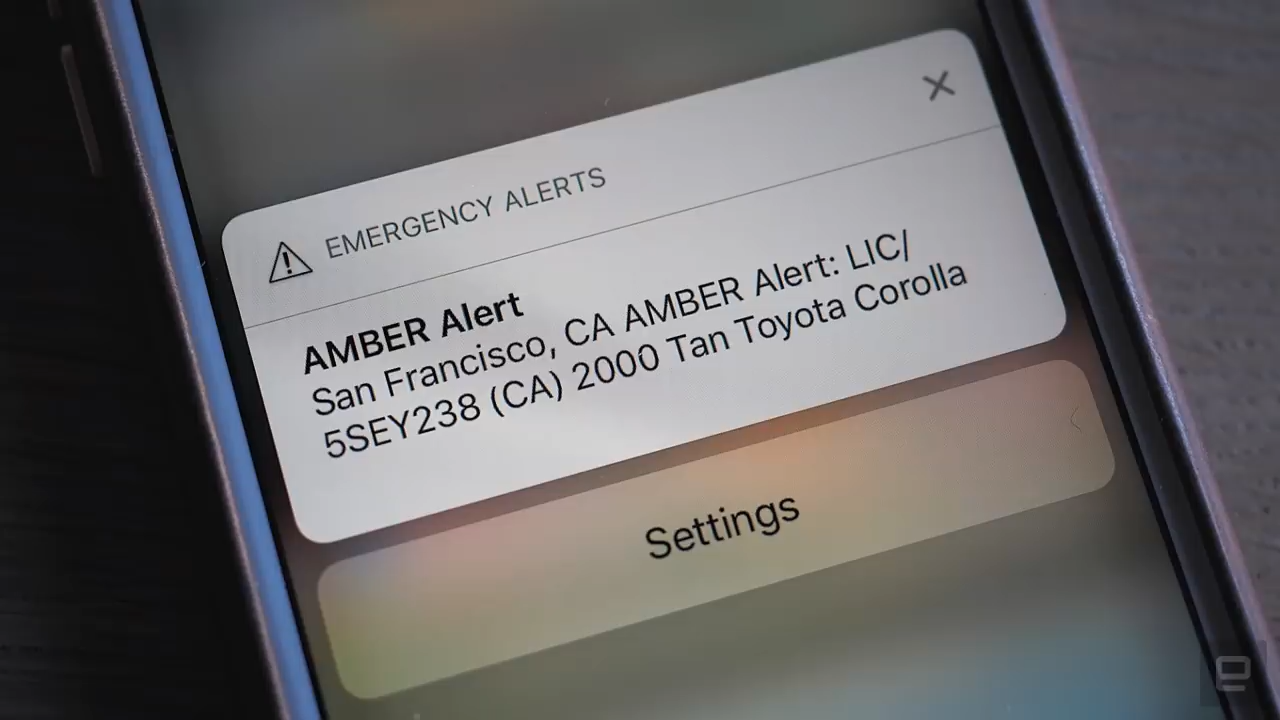 EMERGENCY ALERTS
AMBER Alert
San Francisco, CA AMBER Alert: LIC/
5SEY238 (CA) 2000 Tan Toyota Corolla
Settings